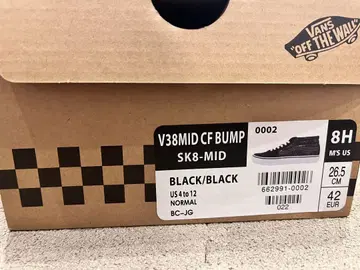 VANS
"OFF THE WALL"
V38MID CF BUMP
SK8-MID
0002
8H
M'S US
BLACK/BLACK
US 4 to 12
NORMAL
BC-JG
662991-0002
022
26.5
CM
42
EUR